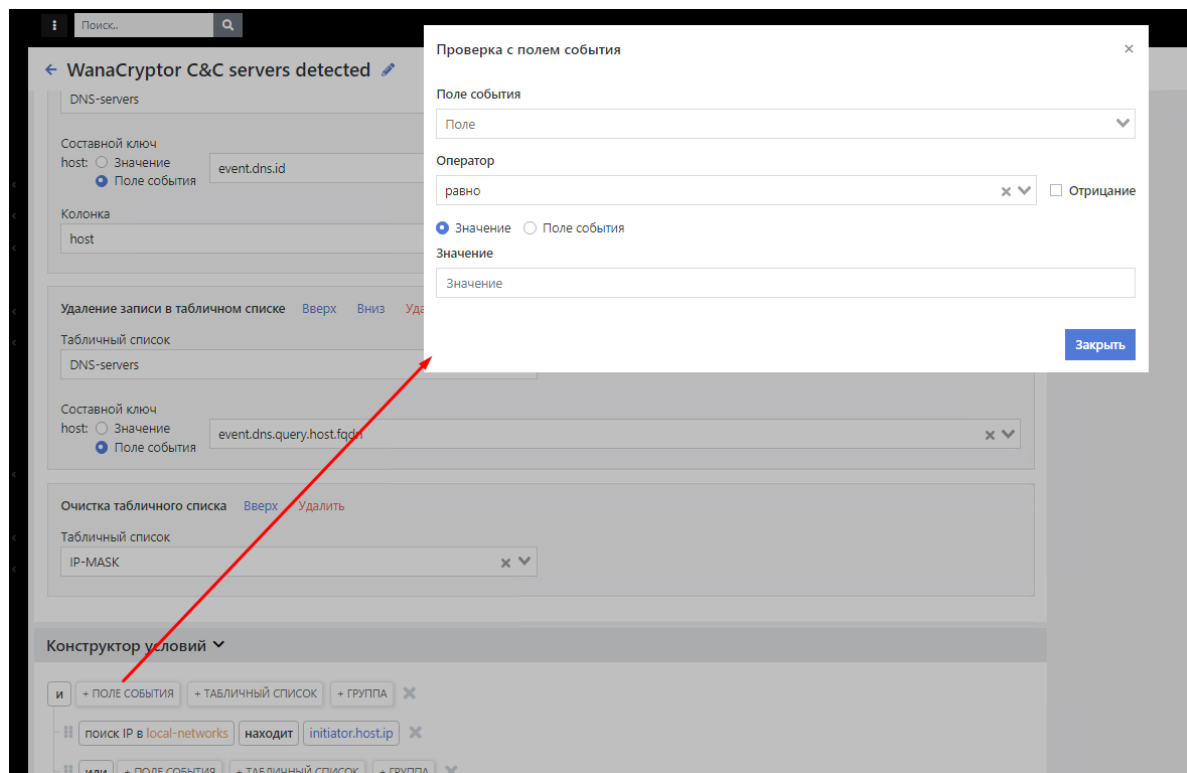 Поиск..
← WanaCryptor C&C servers detected
DNS-servers
Составной ключ
host: Значение
Поле события
event.dns.id
Колонка
host
Удаление записи в табличном списке Вверх Вниз
Табличный список
DNS-servers
Составной ключ
host: Значение
Поле события
event.dns.query.host.fqdn
Очистка табличного списка Вверх Удалить
Табличный список
IP-MASK
Конструктор условий
и + ПОЛЕ СОБЫТИЯ + ТАБЛИЧНЫЙ СПИСОК + ГРУППА
поиск IP в local-networks находит initiator.host.ip
или + ПОЛЕ СОБЫТИЯ + ТАБЛИЧНЫЙ СПИСОК + ГРУППА
Проверка с полем события
Поле события
Поле
Оператор
равно Отрицание
Значение Поле события
Значение
Значение
Закрыть